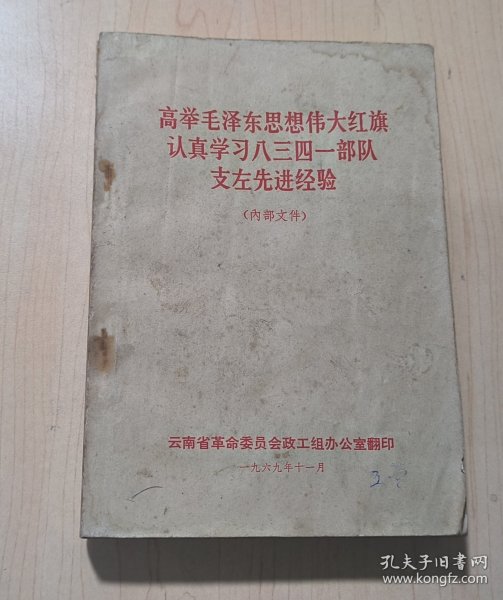 高举毛泽东思想伟大红旗
认真学习八三四一部队
支左先进经验
（内部文件）
云南省革命委员会政工组办公室翻印
一九六九年十一月
孔夫子旧书网
www.kongfz.com